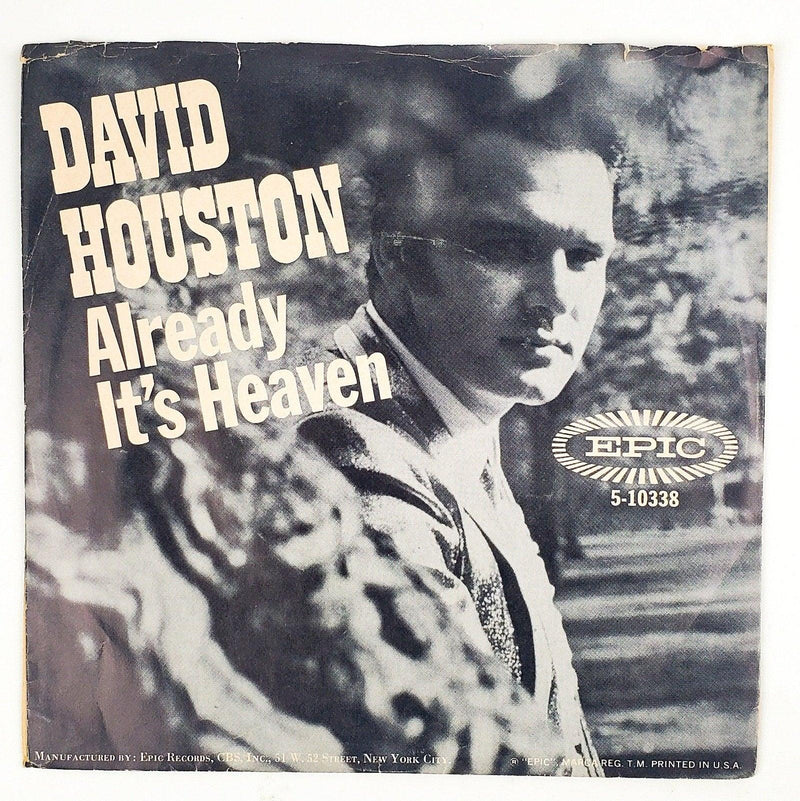 DAVID
HOUSTON
Already
It's Heaven
EPIC
5-10338
MANUFACTURED BY: EPIC RECORDS, CBS, INC., 51 W. 52 STREET, NEW YORK CITY.
® "EPIC", MARCA REG. T.M. PRINTED IN U.S.A.